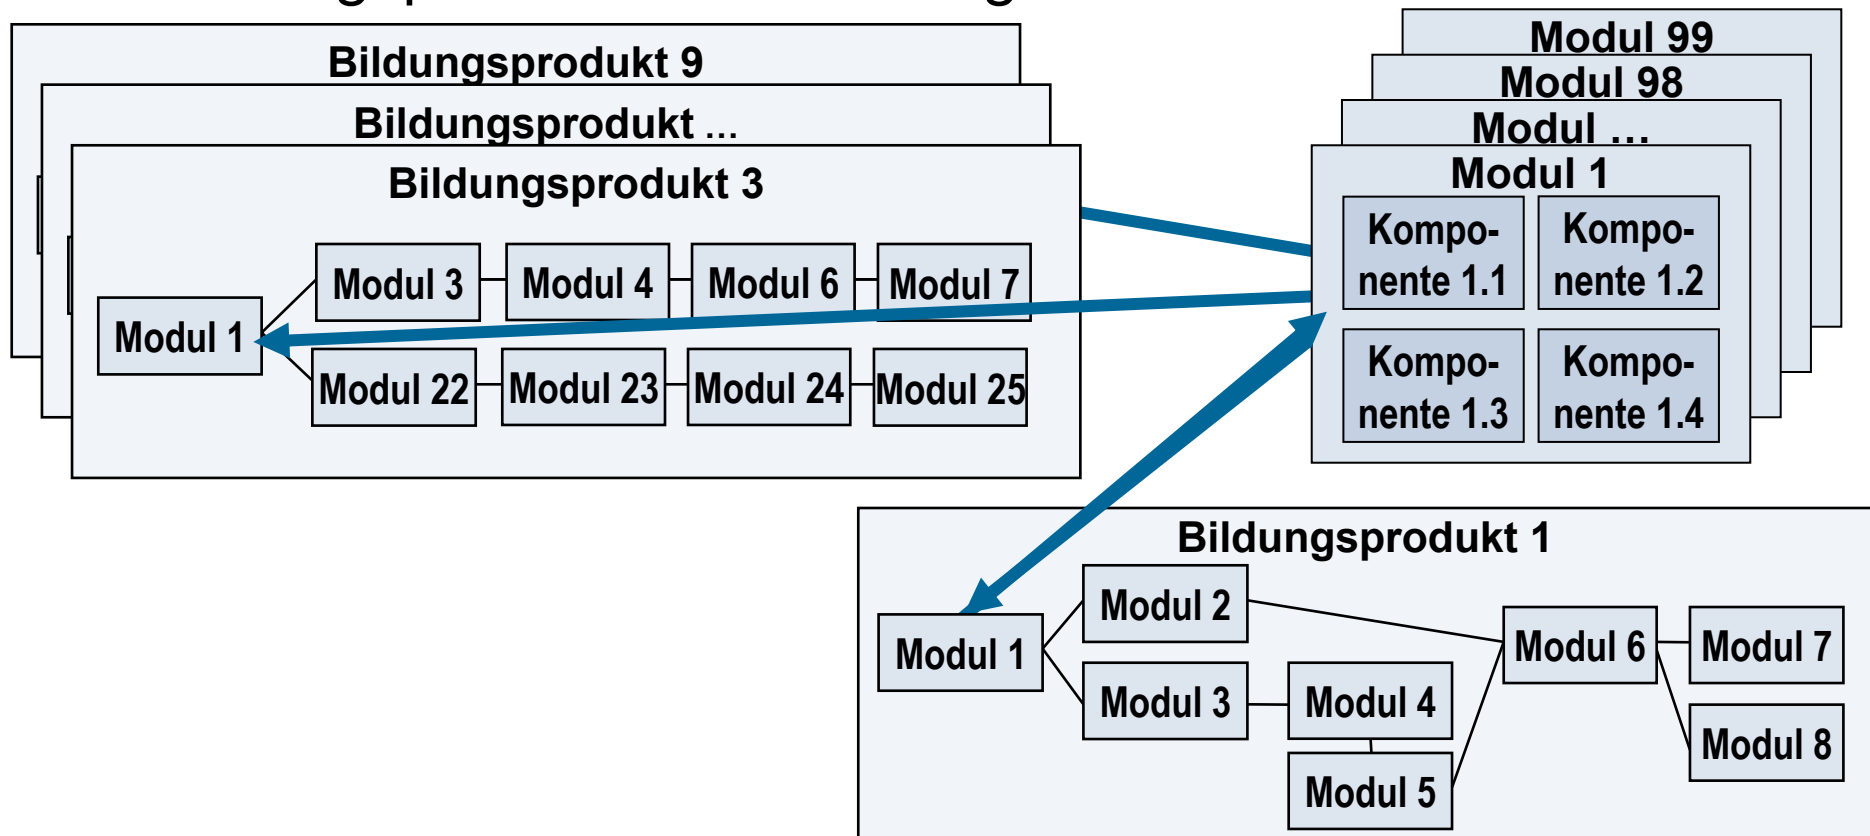 Bildungsprodukt 9
Bildungsprodukt ...
Bildungsprodukt 3
Modul 3
Modul 4
Modul 6
Modul 7
Modul 1
Modul 22
Modul 23
Modul 24
Modul 25
Modul 99
Modul 98
Modul ...
Modul 1
Kompo-
nente 1.1
Kompo-
nente 1.2
Kompo-
nente 1.3
Kompo-
nente 1.4
Bildungsprodukt 1
Modul 1
Modul 2
Modul 3
Modul 4
Modul 5
Modul 6
Modul 7
Modul 8